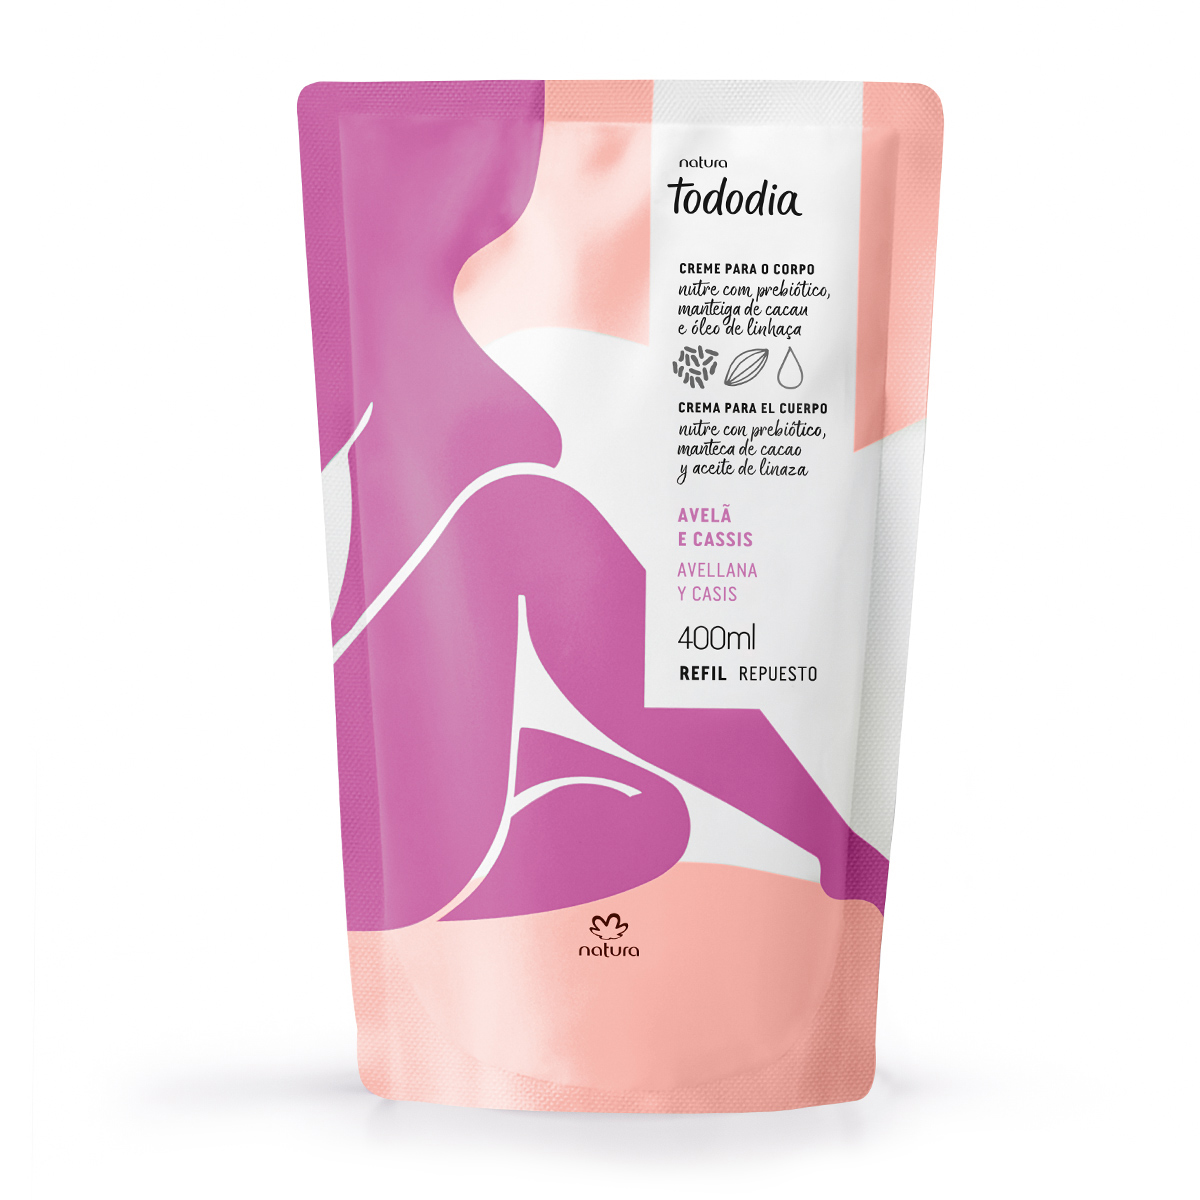 natura
Tododia
CREME PARA O CORPO
nutre com prebiótico,
manteiga de cacau
e óleo de linhaça
CREMA PARA EL CUERPO
nutre con prebiótico,
manteca de cacao
y aceite de linaza
AVELÃ
E CASSIS
AVELLANA
Y CASIS
400ml
REFIL REPUESTO
natura